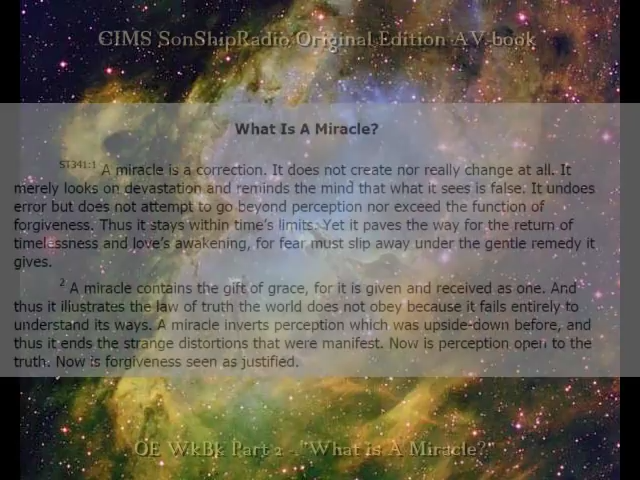 CIMS SonShipRadio Original Edition AV-book
What Is A Miracle?
ST341:1 A miracle is a correction. It does not create nor really change at all. It
merely looks on devastation and reminds the mind that what it sees is false. It undoes
error but does not attempt to go beyond perception nor exceed the function of
forgiveness. Thus it stays within time's limits. Yet it paves the way for the return of
timelessness and love's awakening, for fear must slip away under the gentle remedy it
gives.
2 A miracle contains the gift of grace, for it is given and received as one. And
thus it illustrates the law of truth the world does not obey because it fails entirely to
understand its ways. A miracle inverts perception which was upside-down before, and
thus it ends the strange distortions that were manifest. Now is perception open to the
truth. Now is forgiveness seen as justified.
OE WkBk Part 2 - "What is A Miracle?"